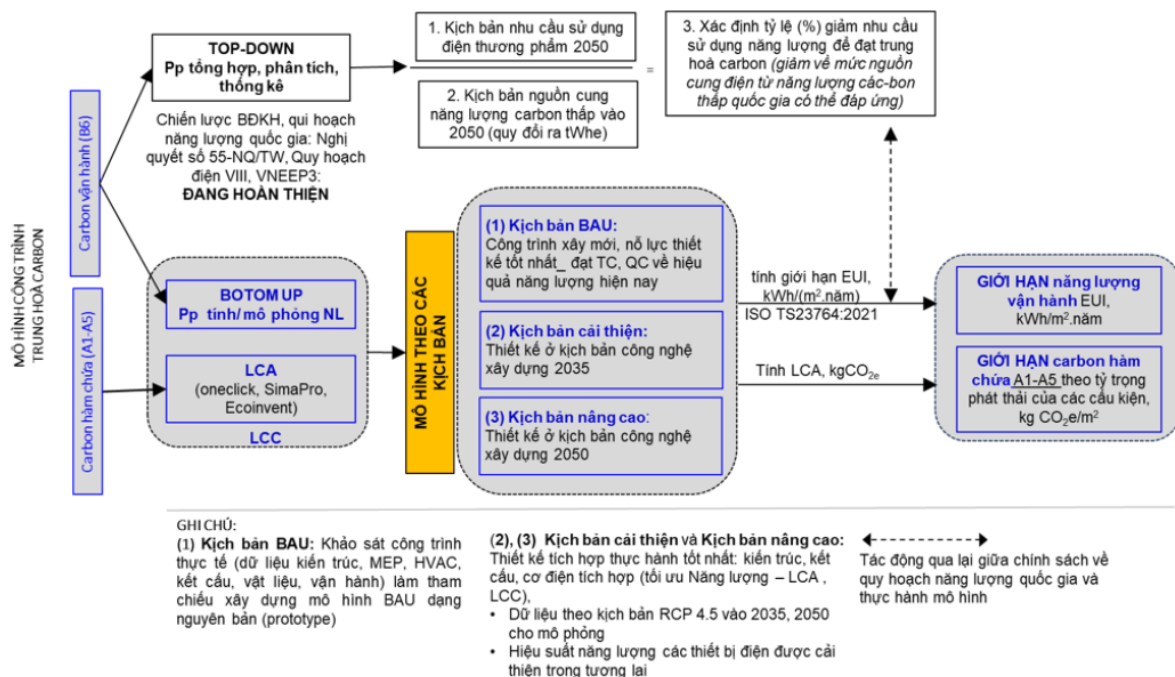 MÔ HÌNH CÔNG TRÌNH
TRUNG HOÀ CARBON
Carbon vận hành (B6)
Carbon hàm chứa (A1-A5)
TOP-DOWN
Pp tổng hợp, phân tích,
thống kê
Chiến lược BĐKH, qui hoạch
năng lượng quốc gia: Nghị
quyết số 55-NQ/TW, Quy hoạch
điện VIII, VNEEP3:
ĐANG HOÀN THIỆN
1. Kịch bản nhu cầu sử dụng
điện thương phẩm 2050
2. Kịch bản nguồn cung
năng lượng carbon thấp vào
2050 (quy đổi ra tWhe)
=
3. Xác định tỷ lệ (%) giảm nhu cầu
sử dụng năng lượng để đạt trung
hoà carbon (giảm về mức nguồn
cung điện từ năng lượng các-bon
thấp quốc gia có thể đáp ứng)
BOTOM UP
Pp tính/ mô phỏng NL
LCA
(oneclick, SimaPro,
Ecoinvent)
LCC
MÔ HÌNH THEO CÁC
KỊCH BẢN
(1) Kịch bản BAU:
Công trình xây mới, nỗ lực thiết
kế tốt nhất_ đạt TC, QC về hiệu
quả năng lượng hiện nay
(2) Kịch bản cải thiện:
Thiết kế ở kịch bản công nghệ
xây dựng 2035
(3) Kịch bản nâng cao:
Thiết kế ở kịch bản công nghệ
xây dựng 2050
tính giới hạn EUI,
kWh/(m².năm)
ISO TS23764:2021
Tính LCA, kgCO₂ₑ
GIỚI HẠN năng lượng
vận hành EUI,
kWh/m².năm
GIỚI HẠN carbon hàm
chứa A1-A5 theo tỷ trọng
phát thải của các cấu kiện,
kg CO₂e/m²
GHI CHÚ:
(1) Kịch bản BAU: Khảo sát công trình
thực tế (dữ liệu kiến trúc, MEP, HVAC,
kết cấu, vật liệu, vận hành) làm tham
chiếu xây dựng mô hình BAU dạng
nguyên bản (prototype)
(2), (3) Kịch bản cải thiện và Kịch bản nâng cao:
Thiết kế tích hợp thực hành tốt nhất: kiến trúc, kết
cấu, cơ điện tích hợp (tối ưu Năng lượng – LCA ,
LCC),
• Dữ liệu theo kịch bản RCP 4.5 vào 2035, 2050
cho mô phỏng
• Hiệu suất năng lượng các thiết bị điện được cải
thiện trong tương lai
Tác động qua lại giữa chính sách về
quy hoạch năng lượng quốc gia và
thực hành mô hình